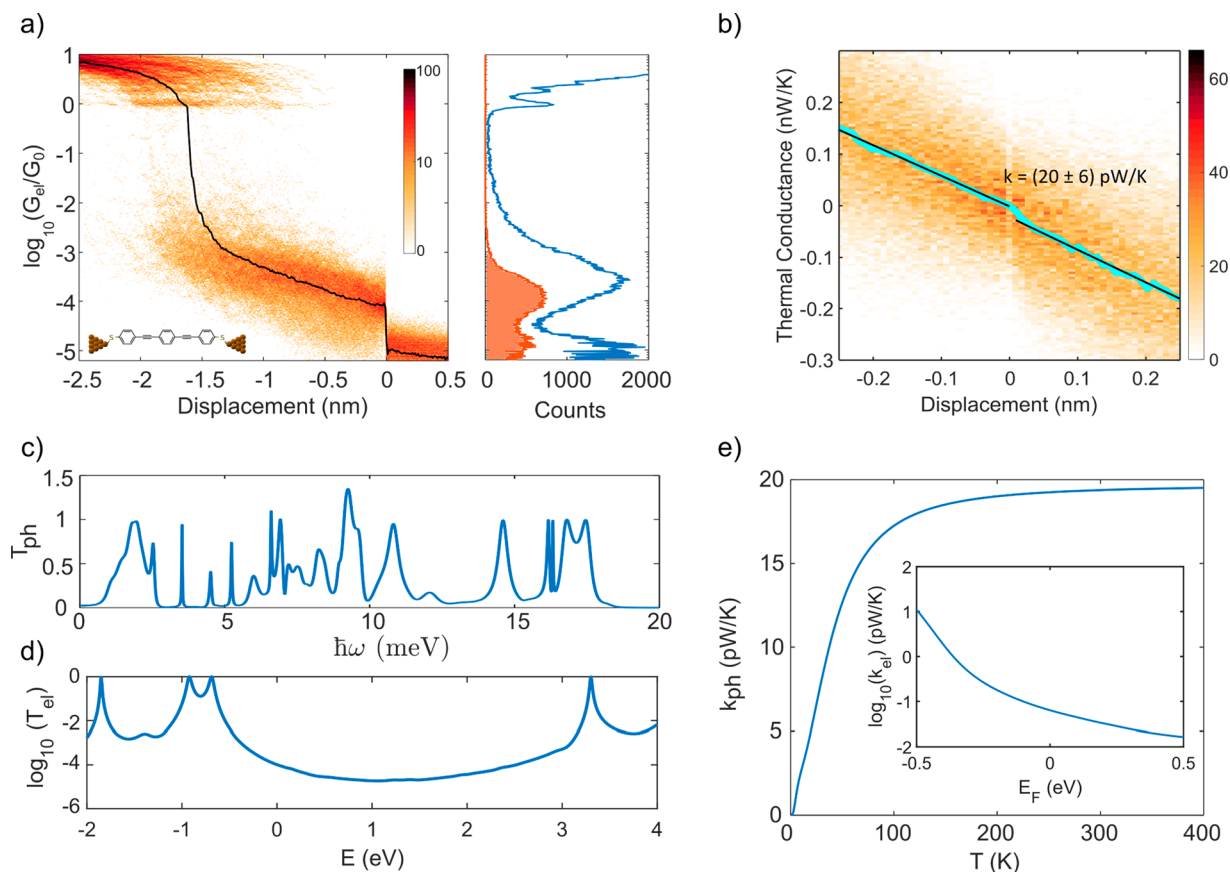 a)
log10(Gel/G0)
1
0
-1
-2
-3
-4
-5
100
10
0
S
S
-2.5 -2 -1.5 -1 -0.5 0 0.5
Displacement (nm)
0 1000 2000
Counts
b)
Thermal Conductance (nW/K)
0.2
0.1
0
-0.1
-0.2
-0.3
k = (20 ± 6) pW/K
60
40
20
0
-0.2 -0.1 0 0.1 0.2
Displacement (nm)
c)
Tph
1.5
1
0.5
0
0 5 10 15 20
ħω (meV)
d)
log10 (Tel)
0
-2
-4
-6
-2 -1 0 1 2 3 4
E (eV)
e)
kph (pW/K)
20
15
10
5
0
0 100 200 300 400
T (K)
log10(kel) (pW/K)
2
1
0
-1
-2
-0.5 0 0.5
EF (eV)